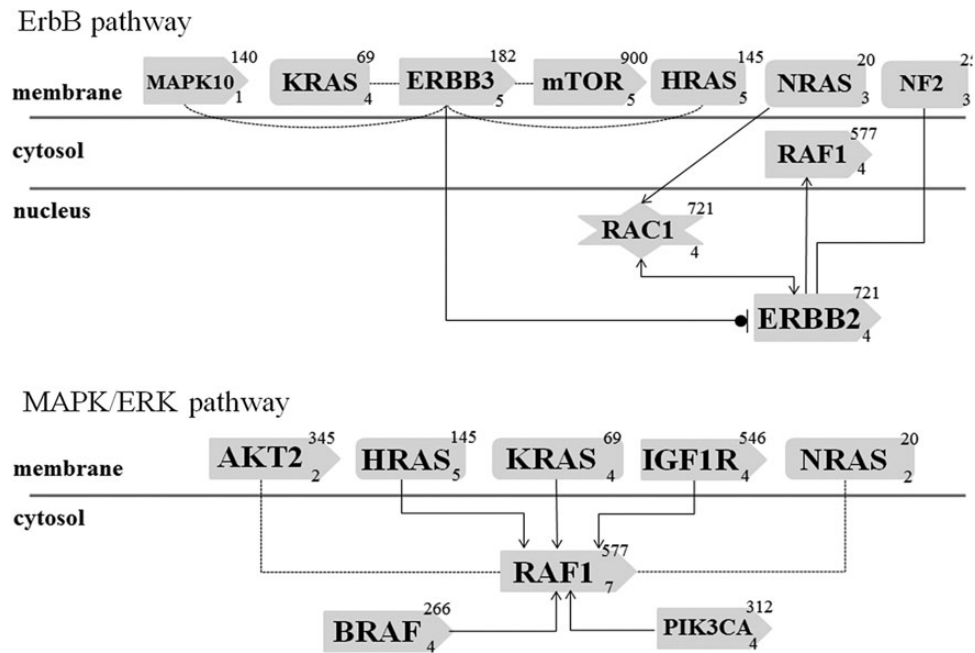 ErbB pathway
140 69 182 900 145 20
membrane MAPK10 KRAS ERBB3 mTOR HRAS NRAS NF2
1 4 5 5 5 3 3
cytosol RAF1 577
4
nucleus
RAC1 721
4
ERBB2 721
4
MAPK/ERK pathway
345 145 69 546 20
membrane AKT2 HRAS KRAS IGF1R NRAS
2 5 4 4 2
cytosol
RAF1 577
7
BRAF 266 PIK3CA 312
4 4